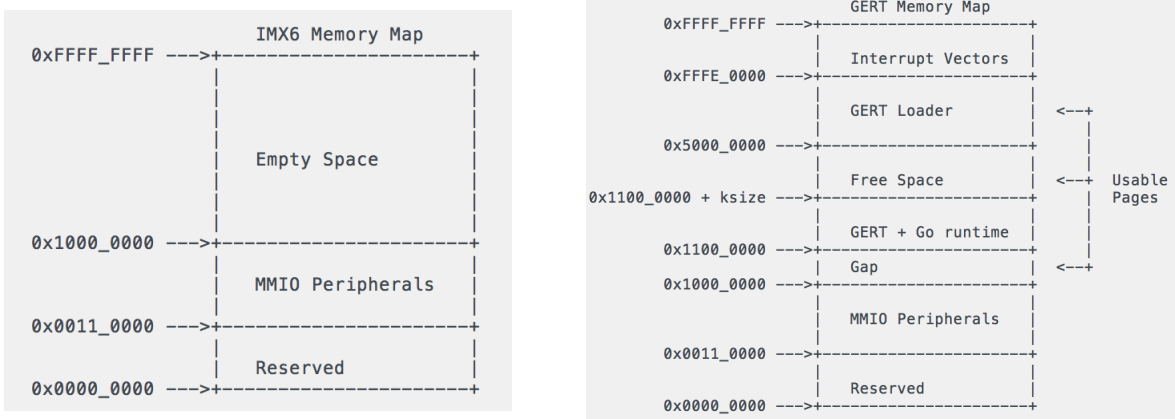 IMX6 Memory Map
0xFFFF_FFFF --->+-----------------------+
Empty Space
0x1000_0000 --->+-----------------------+
MMIO Peripherals
0x0011_0000 --->+-----------------------+
Reserved
0x0000_0000 --->+-----------------------+
GERT Memory Map
0xFFFF_FFFF --->+--------------------+
Interrupt Vectors
0xFFFE_0000 --->+--------------------+
GERT Loader <--+
0x5000_0000 --->+--------------------+
Free Space <--+ Usable
0x1100_0000 + ksize --->+--------------------+ Pages
GERT + Go runtime
0x1100_0000 --->+--------------------+
Gap <--+
0x1000_0000 --->+--------------------+
MMIO Peripherals
0x0011_0000 --->+--------------------+
Reserved
0x0000_0000 --->+--------------------+